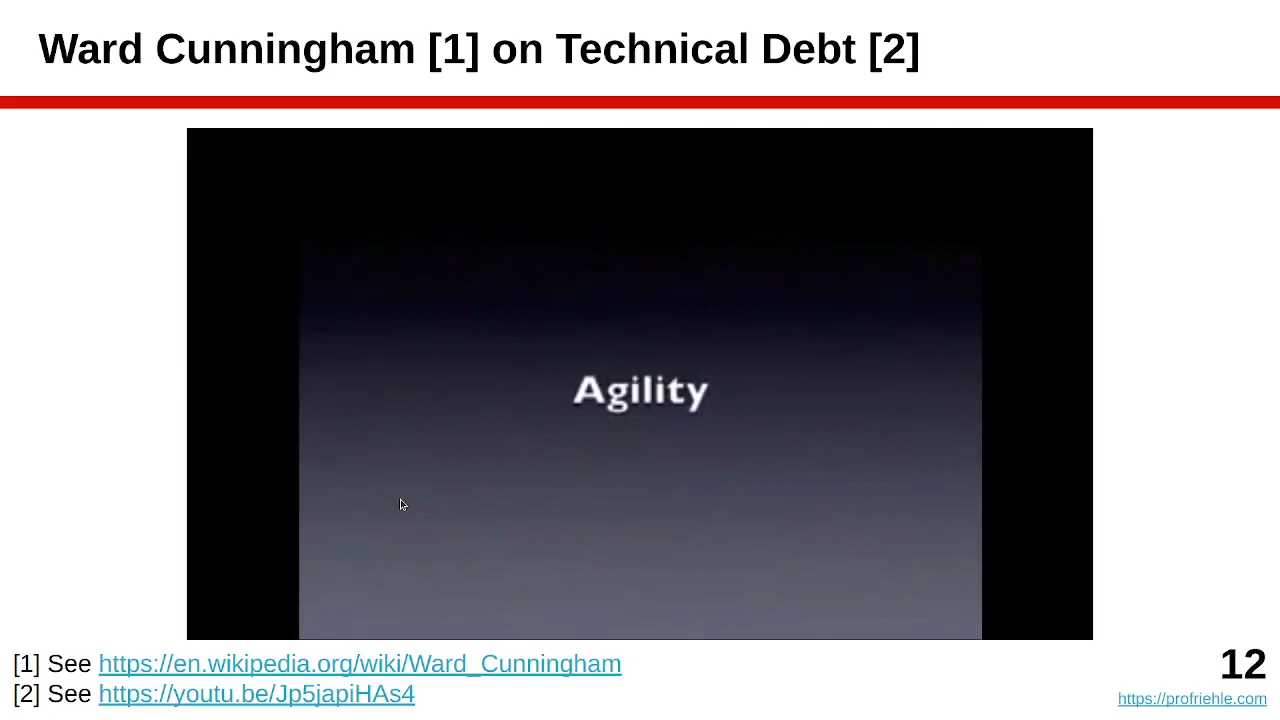 Ward Cunningham [1] on Technical Debt [2]
Agility
[1] See https://en.wikipedia.org/wiki/Ward_Cunningham
[2] See https://youtu.be/Jp5japiHAs4
12
https://profriehle.com